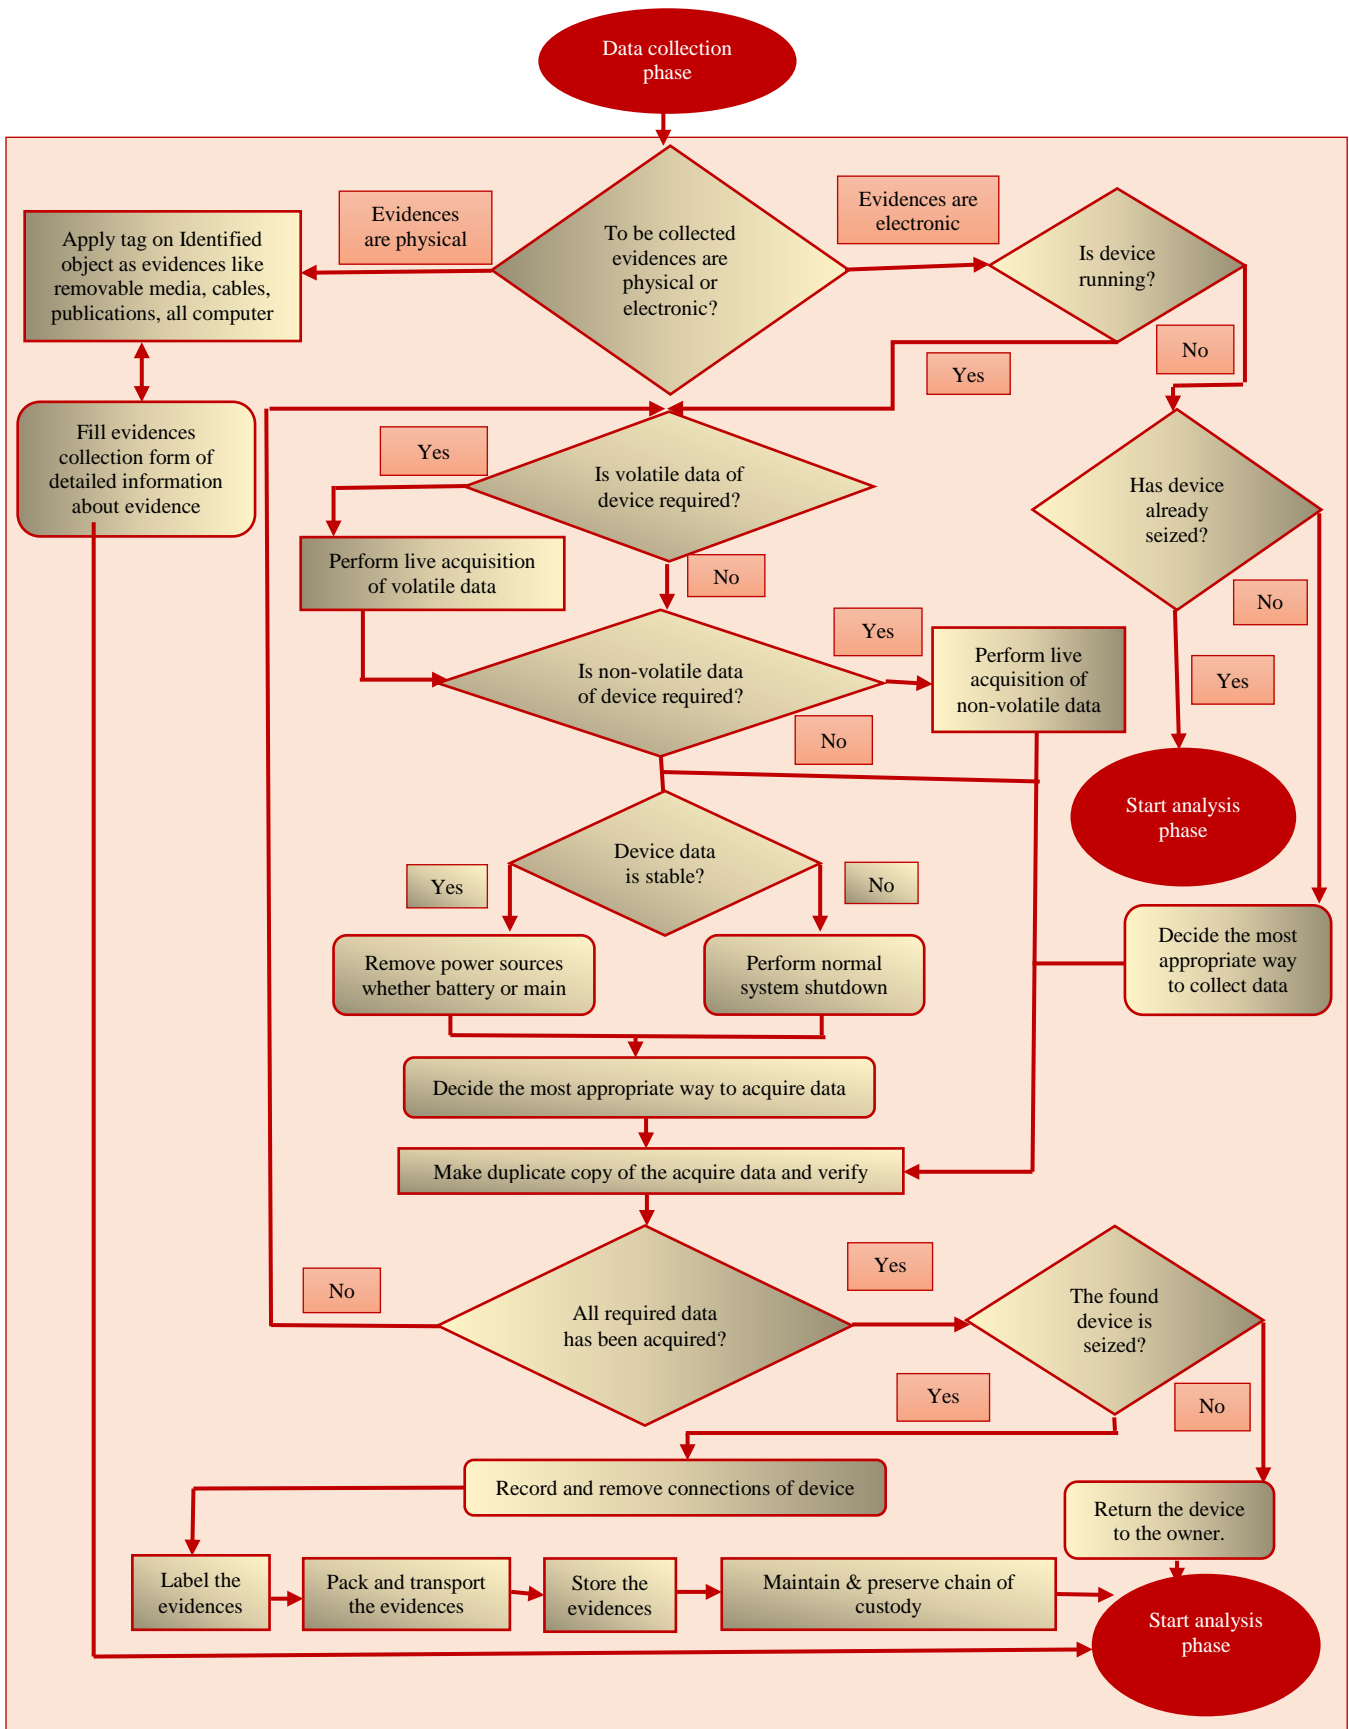 Data collection
phase
Evidences
are physical
Evidences are
electronic
Apply tag on Identified
object as evidences like
removable media, cables,
publications, all computer
To be collected
evidences are
physical or
electronic?
Is device
running?
No
Yes
Fill evidences
collection form of
detailed information
about evidence
Yes
Is volatile data of
device required?
Has device
already
seized?
Perform live acquisition
of volatile data
No
No
Yes
Is non-volatile data
of device required?
Perform live
acquisition of
non-volatile data
Yes
No
Start analysis
phase
Device data
is stable?
Yes
No
Remove power sources
whether battery or main
Perform normal
system shutdown
Decide the most
appropriate way
to collect data
Decide the most appropriate way to acquire data
Make duplicate copy of the acquire data and verify
No
Yes
All required data
has been acquired?
The found
device is
seized?
Yes
No
Record and remove connections of device
Return the device
to the owner.
Label the
evidences
Pack and transport
the evidences
Store the
evidences
Maintain & preserve chain of
custody
Start analysis
phase